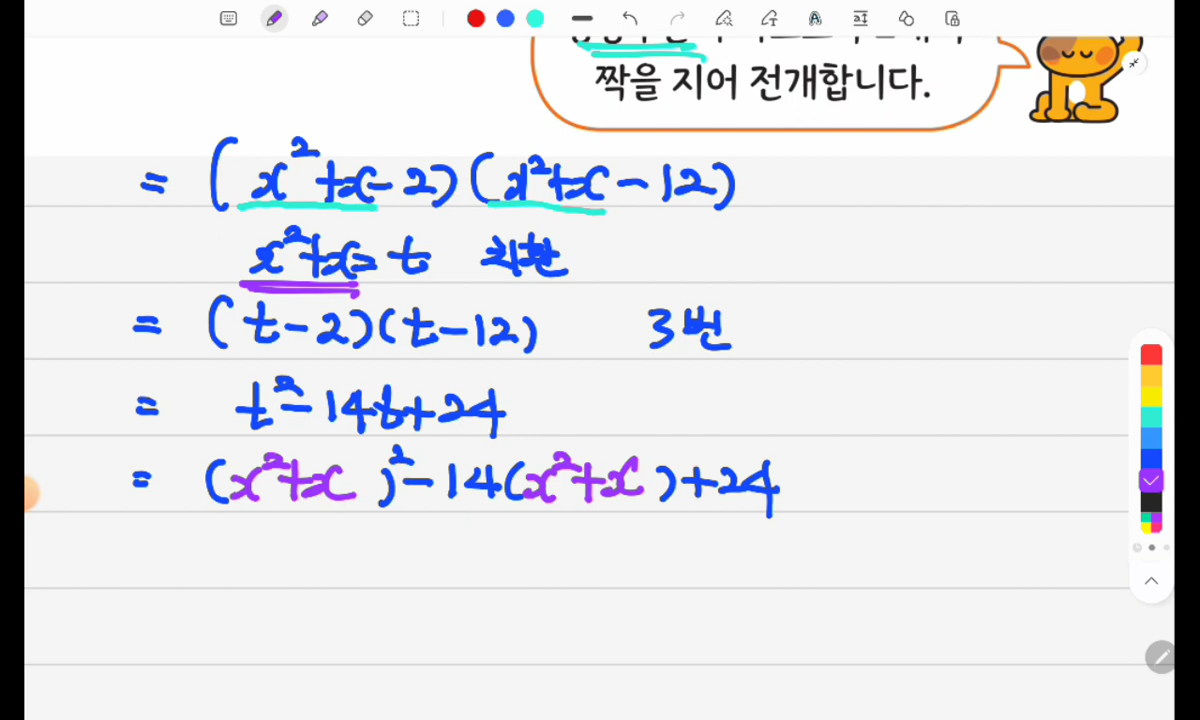 짝을 지어 전개합니다.
= (x²+x-2)(x²+x-12)
x²+x=t 치환
= (t-2)(t-12) 3번
= t²-14t+24
= (x²+x)²-14(x²+x)+24